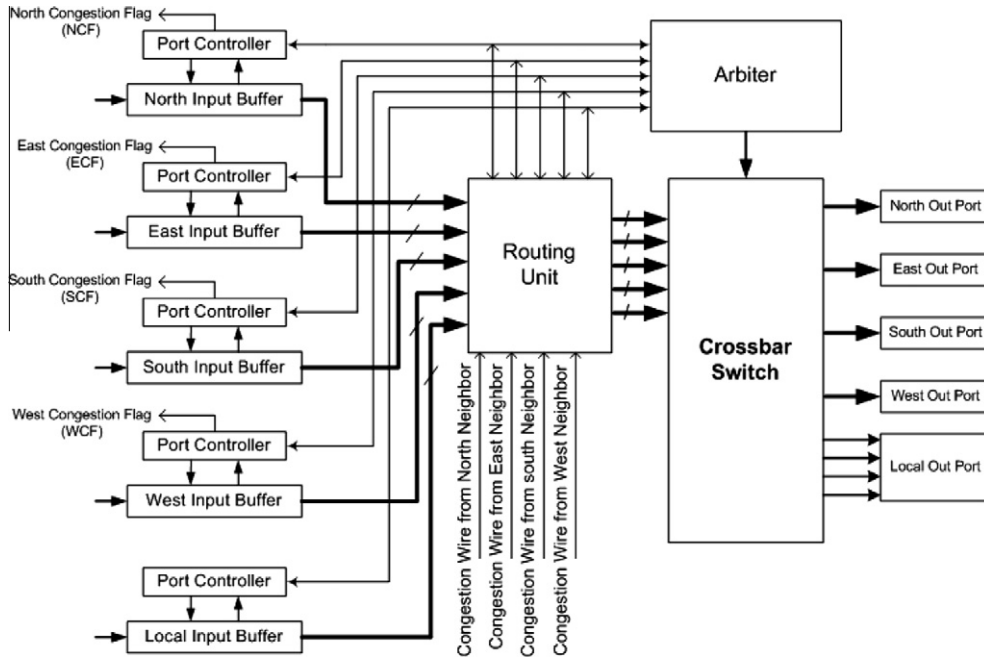 North Congestion Flag
(NCF)
Port Controller
North Input Buffer
East Congestion Flag
(ECF)
Port Controller
East Input Buffer
South Congestion Flag
(SCF)
Port Controller
South Input Buffer
West Congestion Flag
(WCF)
Port Controller
West Input Buffer
Port Controller
Local Input Buffer
Routing
Unit
Congestion Wire from North Neighbor
Congestion Wire from East Neighbor
Congestion Wire from south Neighbor
Congestion Wire from West Neighbor
Arbiter
Crossbar
Switch
North Out Port
East Out Port
South Out Port
West Out Port
Local Out Port